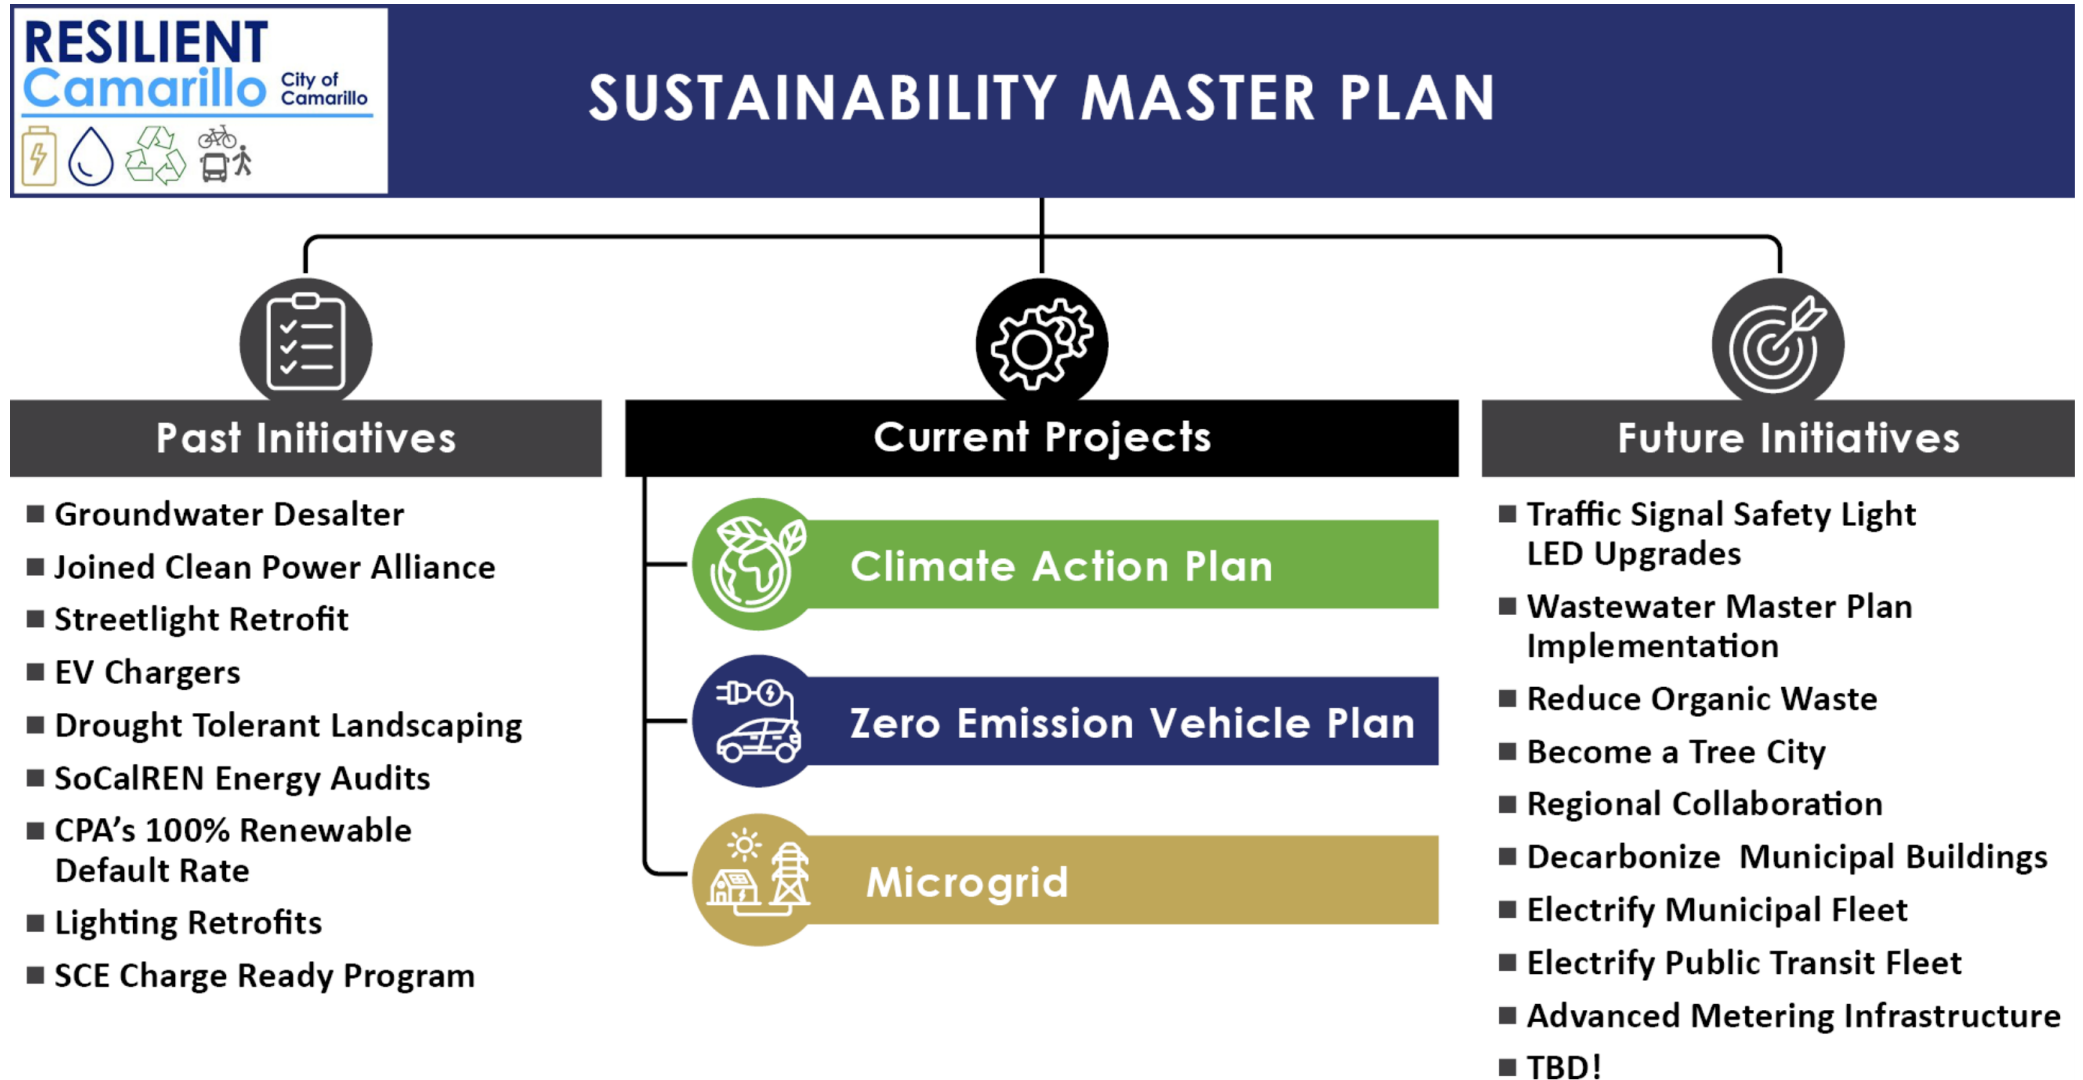 RESILIENT
Camarillo
City of
Camarillo
SUSTAINABILITY MASTER PLAN
Past Initiatives
■ Groundwater Desalter
■ Joined Clean Power Alliance
■ Streetlight Retrofit
■ EV Chargers
■ Drought Tolerant Landscaping
■ SoCalREN Energy Audits
■ CPA’s 100% Renewable
Default Rate
■ Lighting Retrofits
■ SCE Charge Ready Program
Current Projects
Climate Action Plan
Zero Emission Vehicle Plan
Microgrid
Future Initiatives
■ Traffic Signal Safety Light
LED Upgrades
■ Wastewater Master Plan
Implementation
■ Reduce Organic Waste
■ Become a Tree City
■ Regional Collaboration
■ Decarbonize  Municipal Buildings
■ Electrify Municipal Fleet
■ Electrify Public Transit Fleet
■ Advanced Metering Infrastructure
■ TBD!